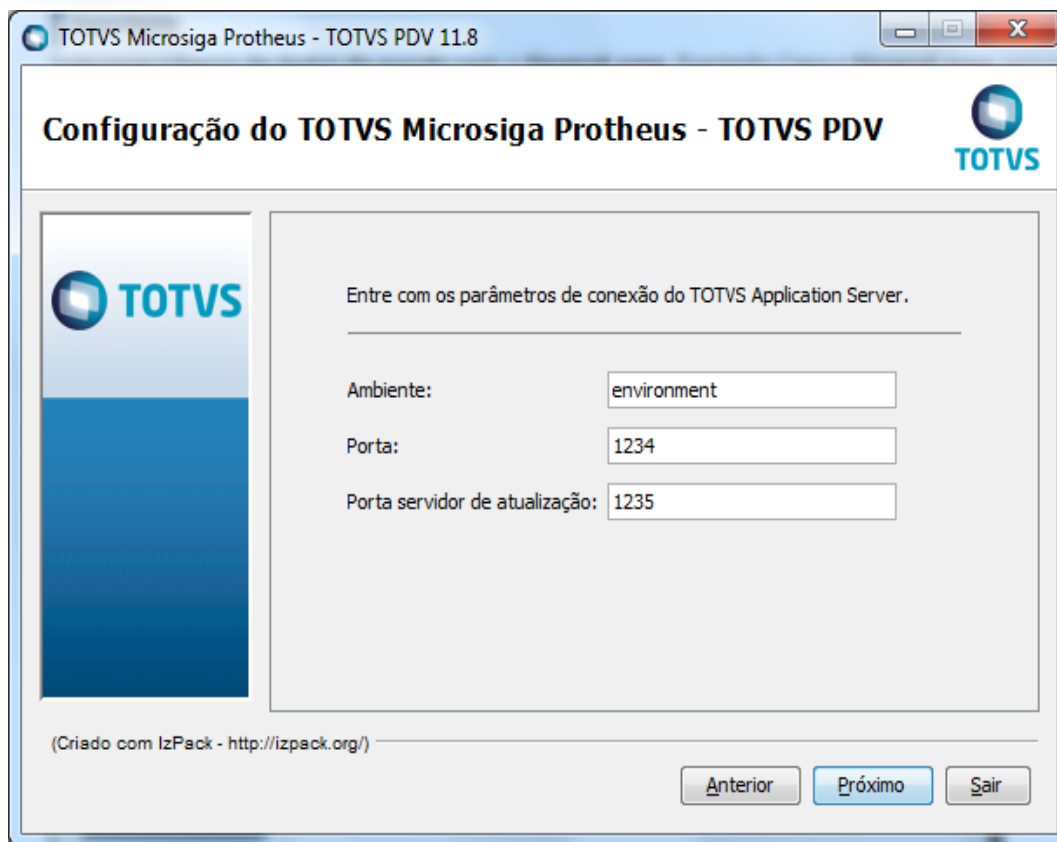 TOTVS Microsiga Protheus - TOTVS PDV 11.8
Configuração do TOTVS Microsiga Protheus - TOTVS PDV
TOTVS
TOTVS
Entre com os parâmetros de conexão do TOTVS Application Server.
Ambiente: environment
Porta: 1234
Porta servidor de atualização: 1235
(Criado com IzPack - http://izpack.org/)
Anterior Próximo Sair